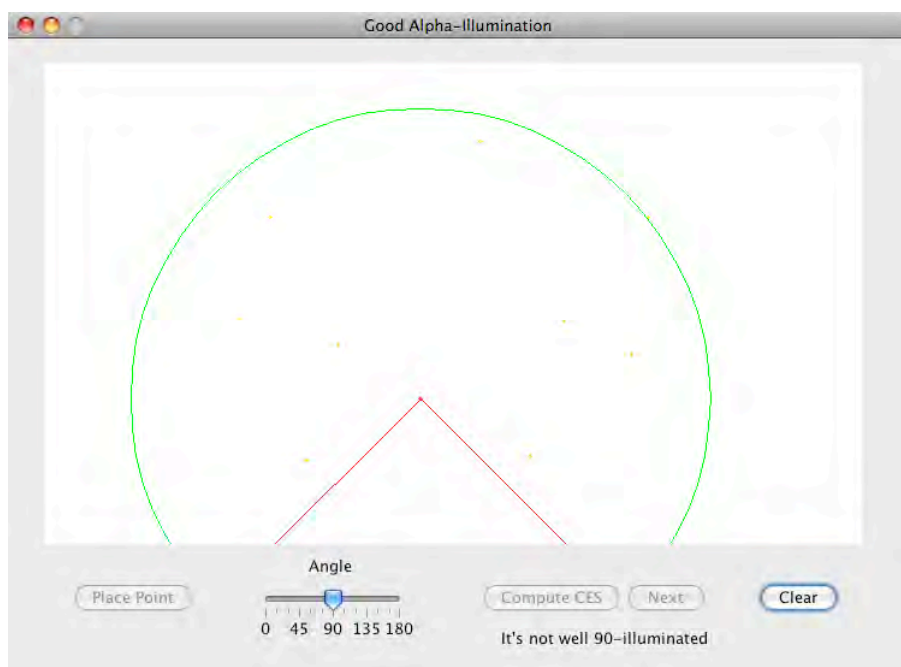 Good Alpha-Illumination
Angle
Place Point
Compute CES
Next
Clear
0 45 90 135 180
It's not well 90-illuminated